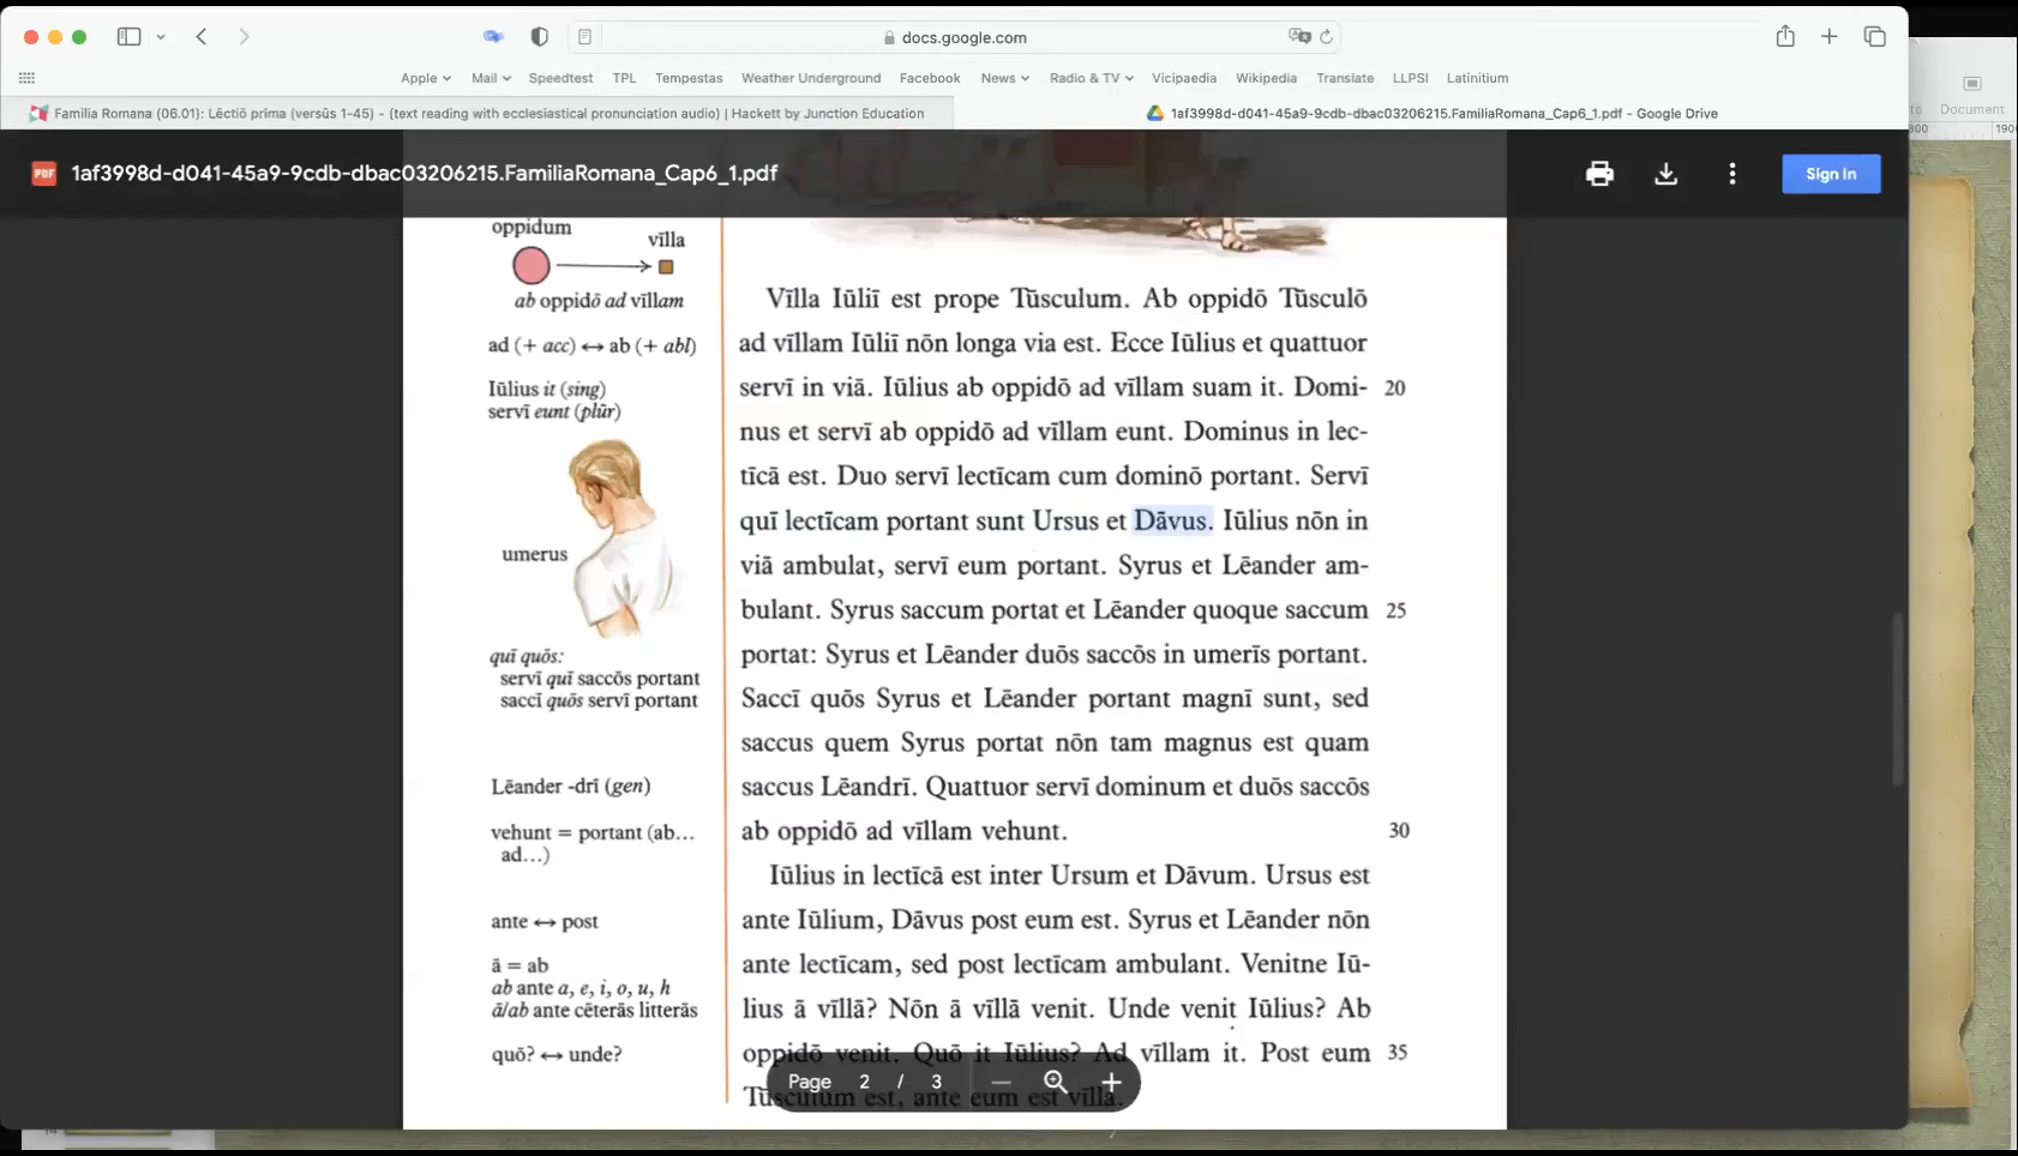 docs.google.com
Apple Mail Speedtest TPL Tempestas Weather Underground Facebook News Radio & TV Vicipaedia Wikipedia Translate LLPSI Latinitium
Familia Romana (06.01): Lēctiō prīma (versūs 1-45) - (text reading with ecclesiastical pronunciation audio) | Hackett by Junction Education
1af3998d-d041-45a9-9cdb-dbac03206215.FamiliaRomana_Cap6_1.pdf - Google Drive
Document
PDF 1af3998d-d041-45a9-9cdb-dbac03206215.FamiliaRomana_Cap6_1.pdf
Sign in
oppidum
vīlla
ab oppidō ad vīllam
ad (+ acc) ↔ ab (+ abl)
Iūlius it (sing)
servī eunt (plūr)
umerus
quī quōs:
servī quī saccōs portant
saccī quōs servī portant
Lēander -drī (gen)
vehunt = portant (ab...
ad...)
ante ↔ post
ā = ab
ab ante a, e, i, o, u, h
ā/ab ante cēterās litterās
quō? ↔ unde?
Vīlla Iūliī est prope Tūsculum. Ab oppidō Tūsculō
ad vīllam Iūliī nōn longa via est. Ecce Iūlius et quattuor
servī in viā. Iūlius ab oppidō ad vīllam suam it. Domi- 20
nus et servī ab oppidō ad vīllam eunt. Dominus in lec-
tīcā est. Duo servī lectīcam cum dominō portant. Servī
quī lectīcam portant sunt Ursus et Dāvus. Iūlius nōn in
viā ambulat, servī eum portant. Syrus et Lēander am-
bulant. Syrus saccum portat et Lēander quoque saccum 25
portat: Syrus et Lēander duōs saccōs in umerīs portant.
Saccī quōs Syrus et Lēander portant magnī sunt, sed
saccus quem Syrus portat nōn tam magnus est quam
saccus Lēandrī. Quattuor servī dominum et duōs saccōs
ab oppidō ad vīllam vehunt. 30
Iūlius in lectīcā est inter Ursum et Dāvum. Ursus est
ante Iūlium, Dāvus post eum est. Syrus et Lēander nōn
ante lectīcam, sed post lectīcam ambulant. Venitne Iū-
lius ā vīllā? Nōn ā vīllā venit. Unde venit Iūlius? Ab
oppidō venit. Quō it Iūlius? Ad vīllam it. Post eum 35
Tūsculum est, ante eum est vīlla.
Page 2 / 3